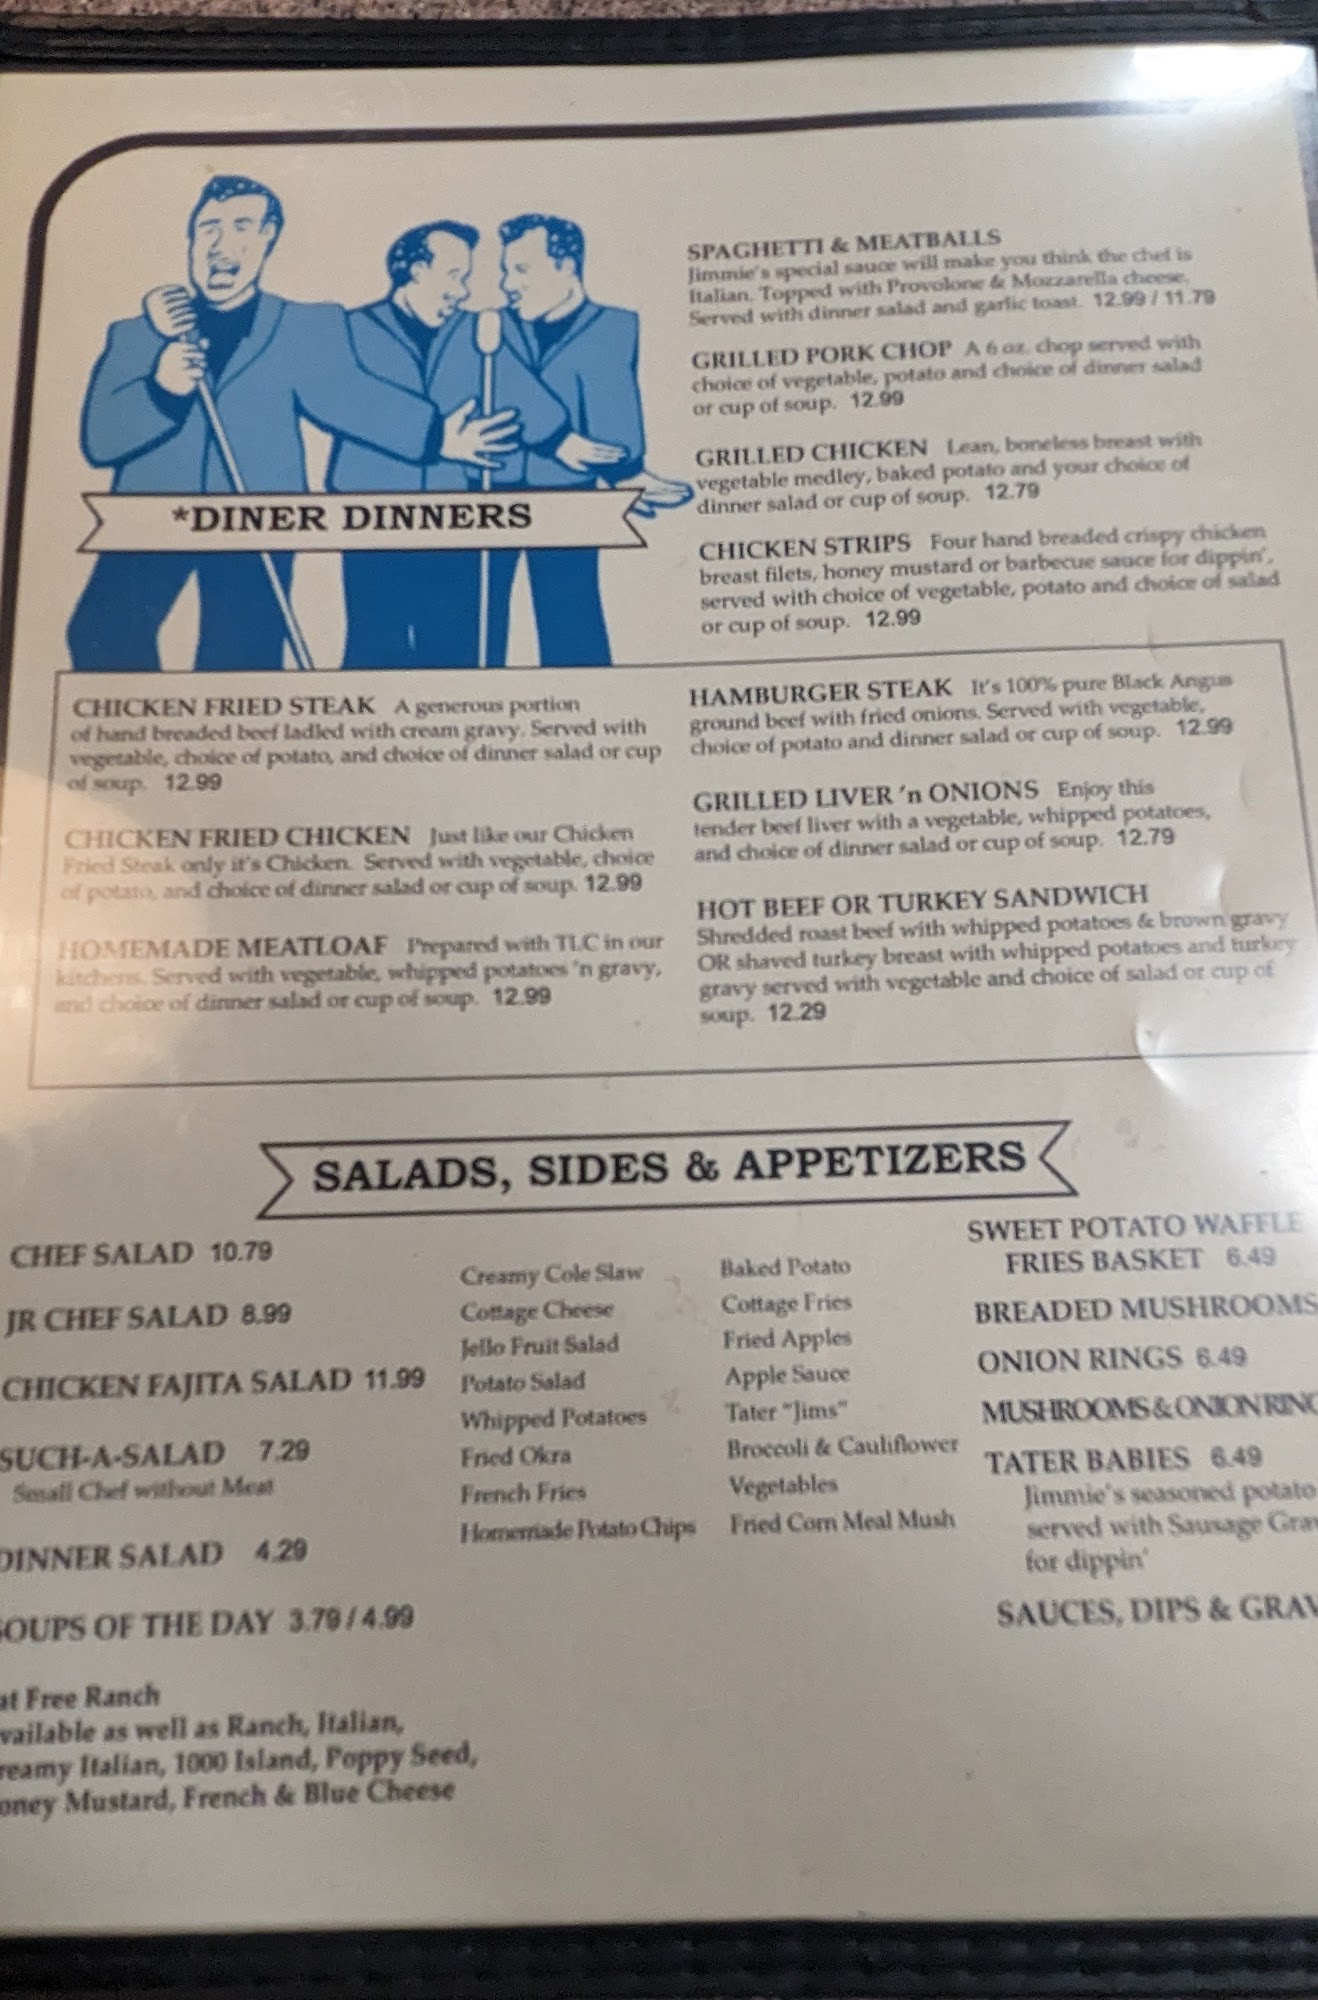 *DINER DINNERS
SPAGHETTI & MEATBALLS
Jimmie's special sauce will make you think the chef is
Italian. Topped with Provolone & Mozzarella cheese.
Served with dinner salad and garlic toast. 12.99 / 11.79
GRILLED PORK CHOP A 6 oz. chop served with
choice of vegetable, potato and choice of dinner salad
or cup of soup. 12.99
GRILLED CHICKEN Lean, boneless breast with
vegetable medley, baked potato and your choice of
dinner salad or cup of soup. 12.79
CHICKEN STRIPS Four hand breaded crispy chicken
breast filets, honey mustard or barbecue sauce for dippin',
served with choice of vegetable, potato and choice of salad
or cup of soup. 12.99
CHICKEN FRIED STEAK A generous portion
of hand breaded beef ladled with cream gravy. Served with
vegetable, choice of potato, and choice of dinner salad or cup
of soup. 12.99
CHICKEN FRIED CHICKEN Just like our Chicken
Fried Steak only it's Chicken. Served with vegetable, choice
of potato, and choice of dinner salad or cup of soup. 12.99
HOMEMADE MEATLOAF Prepared with TLC in our
kitchens. Served with vegetable, whipped potatoes 'n gravy,
and choice of dinner salad or cup of soup. 12.99
HAMBURGER STEAK It's 100% pure Black Angus
ground beef with fried onions. Served with vegetable,
choice of potato and dinner salad or cup of soup. 12.99
GRILLED LIVER 'n ONIONS Enjoy this
tender beef liver with a vegetable, whipped potatoes,
and choice of dinner salad or cup of soup. 12.79
HOT BEEF OR TURKEY SANDWICH
Shredded roast beef with whipped potatoes & brown gravy
OR shaved turkey breast with whipped potatoes and turkey
gravy served with vegetable and choice of salad or cup of
soup. 12.29
SALADS, SIDES & APPETIZERS
CHEF SALAD 10.79
JR CHEF SALAD 8.99
CHICKEN FAJITA SALAD 11.99
SUCH-A-SALAD 7.29
Small Chef without Meat
DINNER SALAD 4.29
SOUPS OF THE DAY 3.79 / 4.99
at Free Ranch
vailable as well as Ranch, Italian,
reamy Italian, 1000 Island, Poppy Seed,
oney Mustard, French & Blue Cheese
Creamy Cole Slaw
Cottage Cheese
Jello Fruit Salad
Potato Salad
Whipped Potatoes
Fried Okra
French Fries
Homemade Potato Chips
Baked Potato
Cottage Fries
Fried Apples
Apple Sauce
Tater "Jims"
Broccoli & Cauliflower
Vegetables
Fried Corn Meal Mush
SWEET POTATO WAFFLE
FRIES BASKET 6.49
BREADED MUSHROOMS
ONION RINGS 6.49
MUSHROOMS & ONION RING
TATER BABIES 6.49
Jimmie's seasoned potato
served with Sausage Grav
for dippin'
SAUCES, DIPS & GRAV